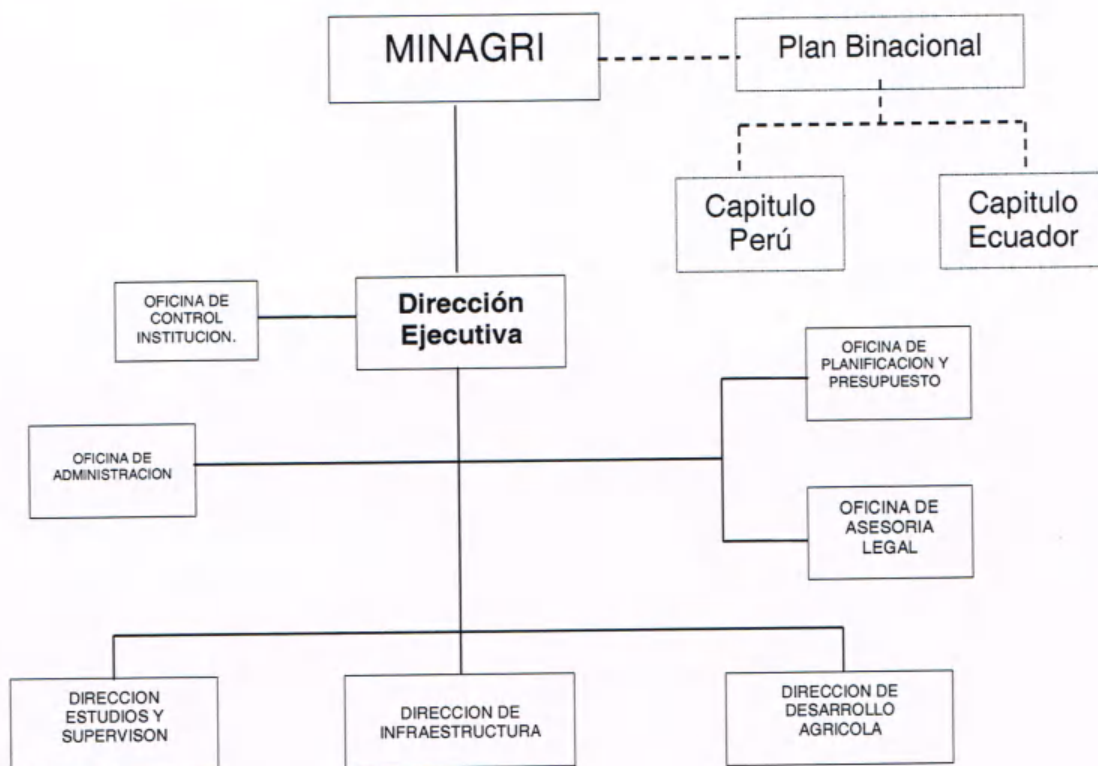 MINAGRI
Plan Binacional
Capitulo
Perú
Capitulo
Ecuador
OFICINA DE
CONTROL
INSTITUCION.
Dirección
Ejecutiva
OFICINA DE
PLANIFICACION Y
PRESUPUESTO
OFICINA DE
ADMINISTRACION
OFICINA DE
ASESORIA
LEGAL
DIRECCION
ESTUDIOS Y
SUPERVISON
DIRECCION DE
INFRAESTRUCTURA
DIRECCION DE
DESARROLLO
AGRICOLA